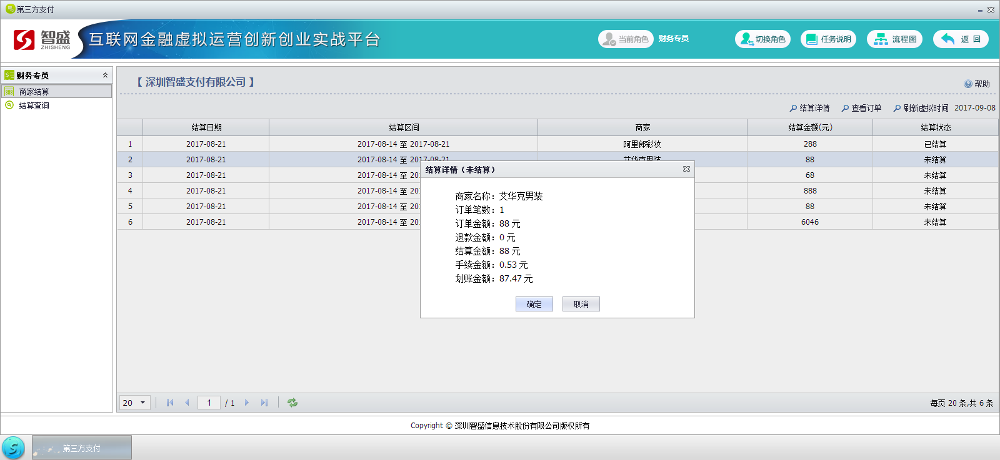 第三方支付
智盛
ZHISHENG
互联网金融虚拟运营创新创业实战平台
当前角色 财务专员 切换角色 任务说明 流程图 返 回
财务专员
商家结算
结算查询
【 深圳智盛支付有限公司 】
帮助
结算详情 查看订单 刷新虚拟时间 2017-09-08
结算日期 结算区间 商家 结算金额(元) 结算状态
1 2017-08-21 2017-08-14 至 2017-08-21 阿里郎彩妆 288 已结算
2 2017-08-21 2017-08-14 至 2017-08-21 艾华克男装 88 未结算
3 2017-08-21 2017-08-14 至 20 68 未结算
4 2017-08-21 2017-08-14 至 20 888 未结算
5 2017-08-21 2017-08-14 至 20 88 未结算
6 2017-08-21 2017-08-14 至 20 6046 未结算
结算详情（未结算）
商家名称：艾华克男装
订单笔数：1
订单金额：88 元
退款金额：0 元
结算金额：88 元
手续金额：0.53 元
划账金额：87.47 元
确定 取消
20 1 / 1 每页 20 条,共 6 条
Copyright © 深圳智盛信息技术股份有限公司版权所有
第三方支付